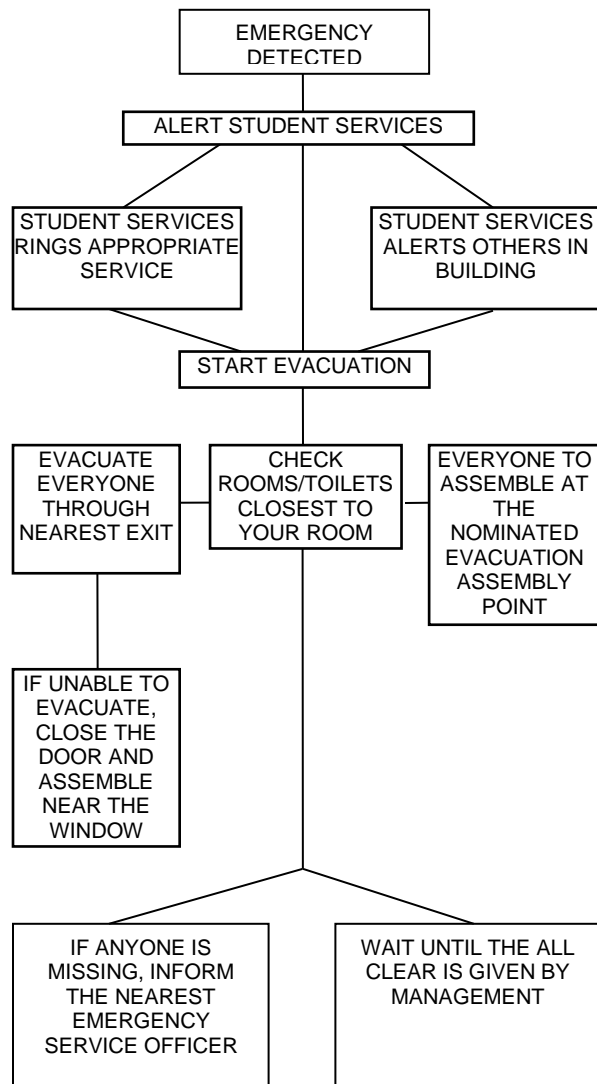 EMERGENCY
DETECTED
ALERT STUDENT SERVICES
STUDENT SERVICES
RINGS APPROPRIATE
SERVICE
STUDENT SERVICES
ALERTS OTHERS IN
BUILDING
START EVACUATION
EVACUATE
EVERYONE
THROUGH
NEAREST EXIT
CHECK
ROOMS/TOILETS
CLOSEST TO
YOUR ROOM
EVERYONE TO
ASSEMBLE AT
THE
NOMINATED
EVACUATION
ASSEMBLY
POINT
IF UNABLE TO
EVACUATE,
CLOSE THE
DOOR AND
ASSEMBLE
NEAR THE
WINDOW
IF ANYONE IS
MISSING, INFORM
THE NEAREST
EMERGENCY
SERVICE OFFICER
WAIT UNTIL THE ALL
CLEAR IS GIVEN BY
MANAGEMENT